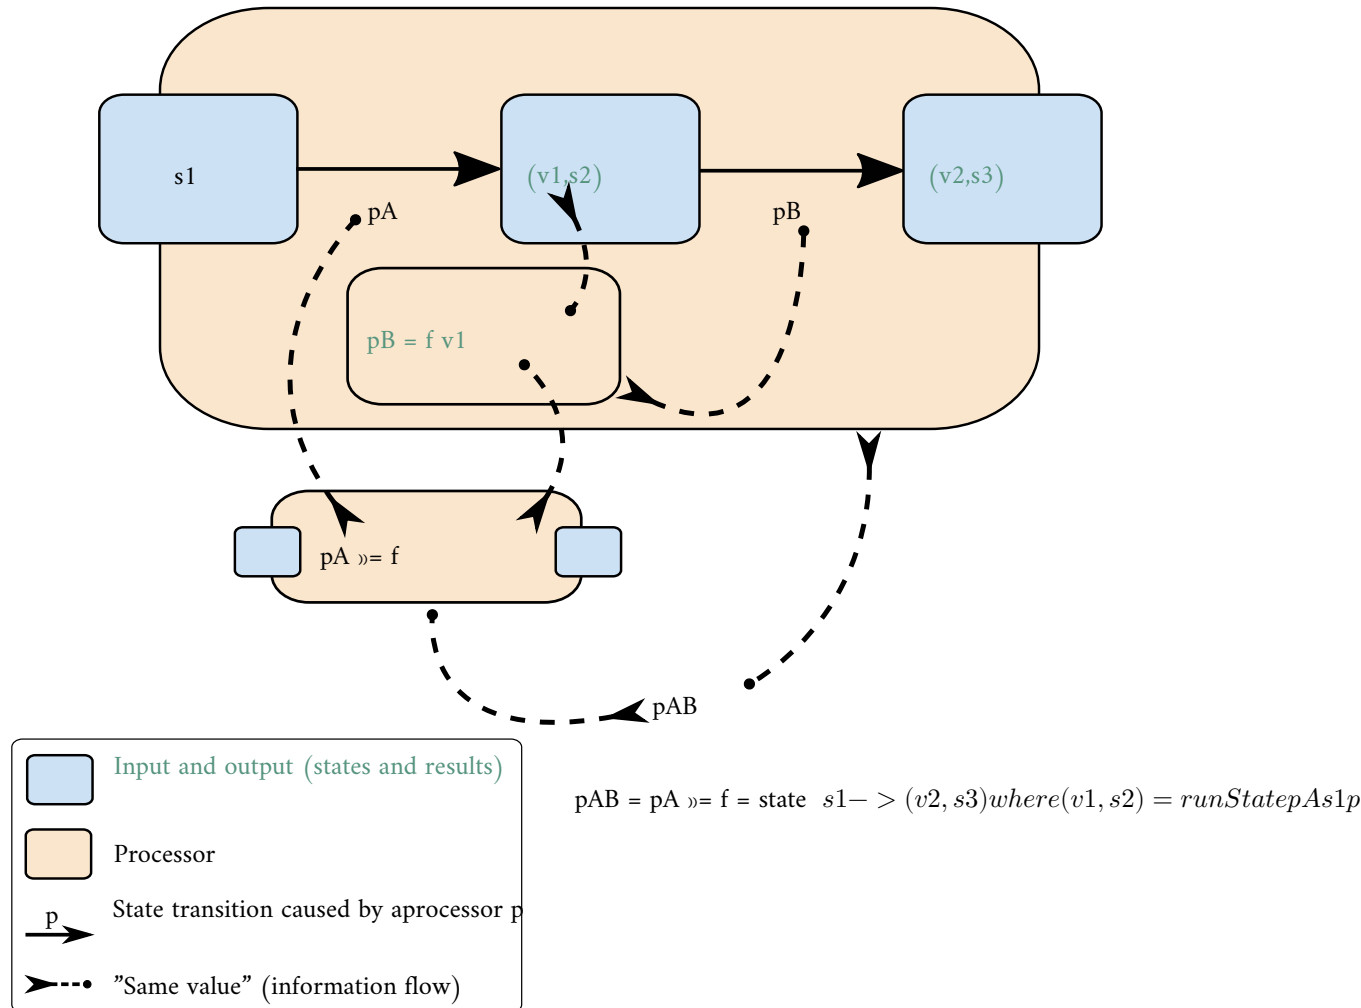 s1
(v1,s2)
(v2,s3)
pA
pB
pB = f v1
pA »= f
pAB
Input and output (states and results)
pAB = pA »= f = state s1− > (v2, s3)where(v1, s2) = runStatepAs1p
Processor
p
State transition caused by aprocessor p
”Same value” (information flow)